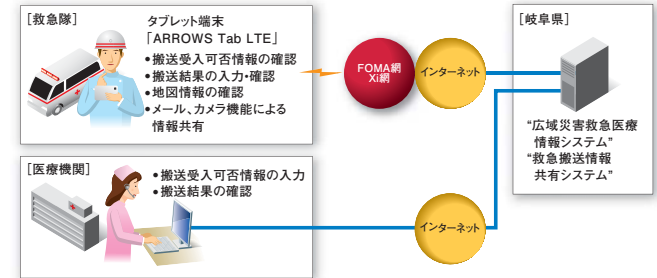 [救急隊]
タブレット端末
「ARROWS Tab LTE」
•搬送受入可否情報の確認
•搬送結果の入力・確認
•地図情報の確認
•メール、カメラ機能による
情報共有
FOMA網
Xi網
インターネット
[岐阜県]
“広域災害救急医療
情報システム”
“救急搬送情報
共有システム”
[医療機関]
•搬送受入可否情報の入力
•搬送結果の確認
インターネット